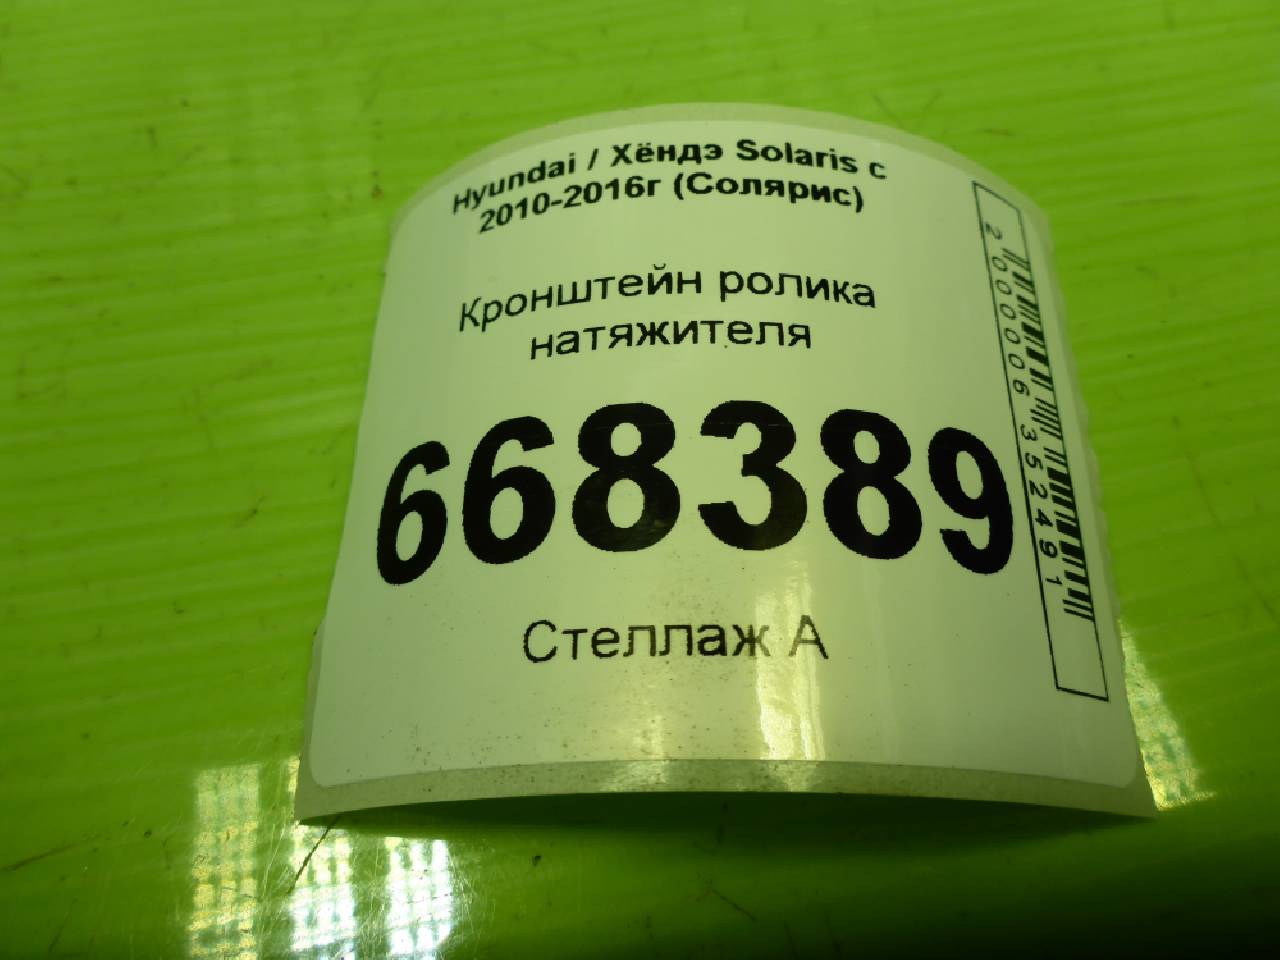 Hyundai / Хёндэ Solaris с
2010-2016г (Солярис)
Кронштейн ролика
натяжителя
668389
Стеллаж А
2000006352491